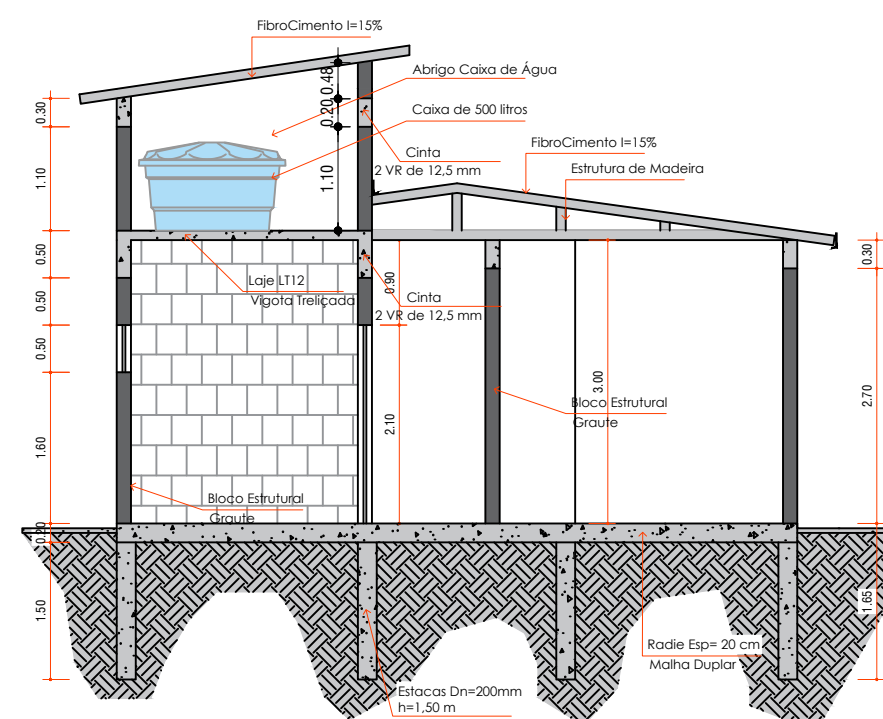 FibroCimento I=15%
0.48
Abrigo Caixa de Água
0.30
0.20
Caixa de 500 litros
FibroCimento I=15%
Cinta
2 VR de 12,5 mm
Estrutura de Madeira
1.10
1.10
0.50
0.30
Laje LT12
Vigota Treliçada
0.90
Cinta
2 VR de 12,5 mm
0.50
0.50
3.00
2.70
Bloco Estrutural
Graute
2.10
1.60
Bloco Estrutural
Graute
0.20
1.50
1.65
Radie Esp= 20 cm
Malha Duplar
Estacas Dn=200mm
h=1,50 m